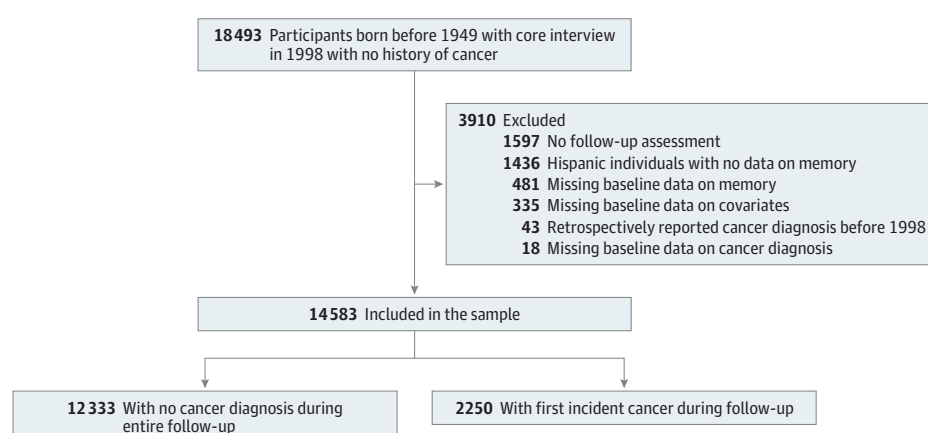 18493 Participants born before 1949 with core interview
in 1998 with no history of cancer
3910 Excluded
1597 No follow-up assessment
1436 Hispanic individuals with no data on memory
481 Missing baseline data on memory
335 Missing baseline data on covariates
43 Retrospectively reported cancer diagnosis before 1998
18 Missing baseline data on cancer diagnosis
14583 Included in the sample
12333 With no cancer diagnosis during
entire follow-up
2250 With first incident cancer during follow-up